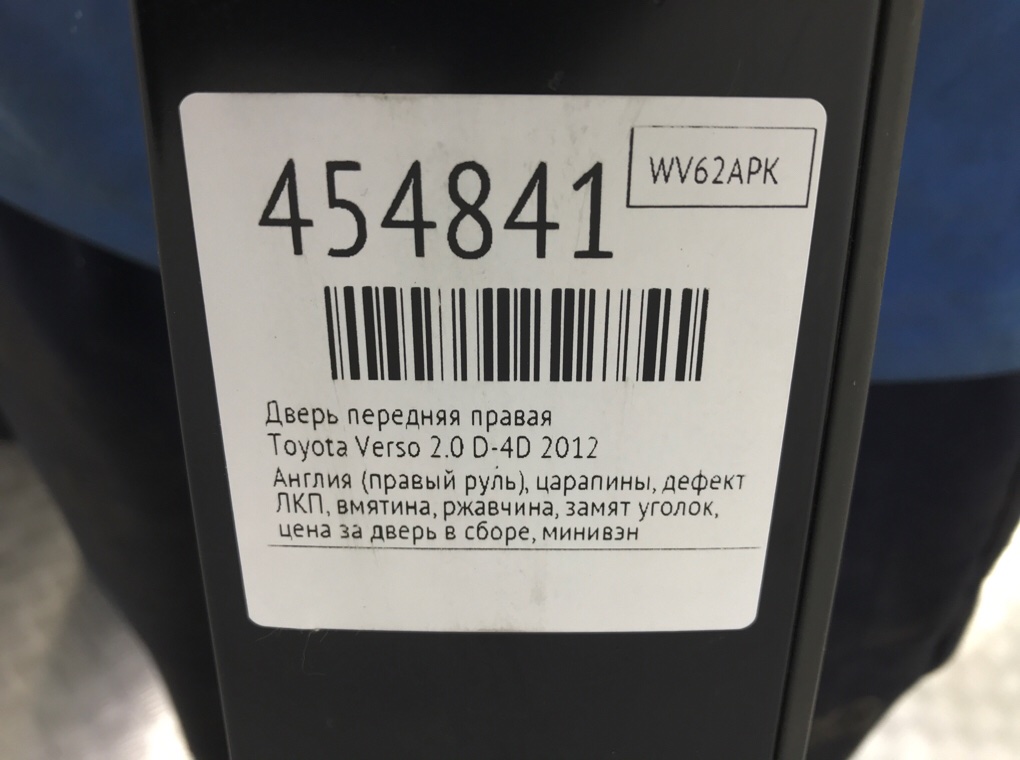 454841
WV62APK
Дверь передняя правая
Toyota Verso 2.0 D-4D 2012
Англия (правый руль), царапины, дефект
ЛКП, вмятина, ржавчина, замят уголок,
цена за дверь в сборе, минивэн